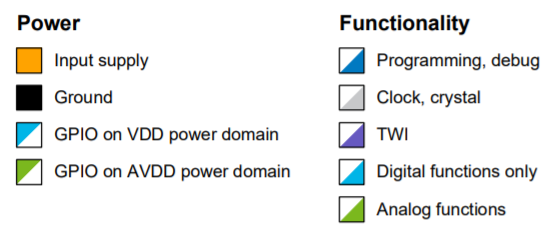 Power
Input supply
Ground
GPIO on VDD power domain
GPIO on AVDD power domain
Functionality
Programming, debug
Clock, crystal
TWI
Digital functions only
Analog functions